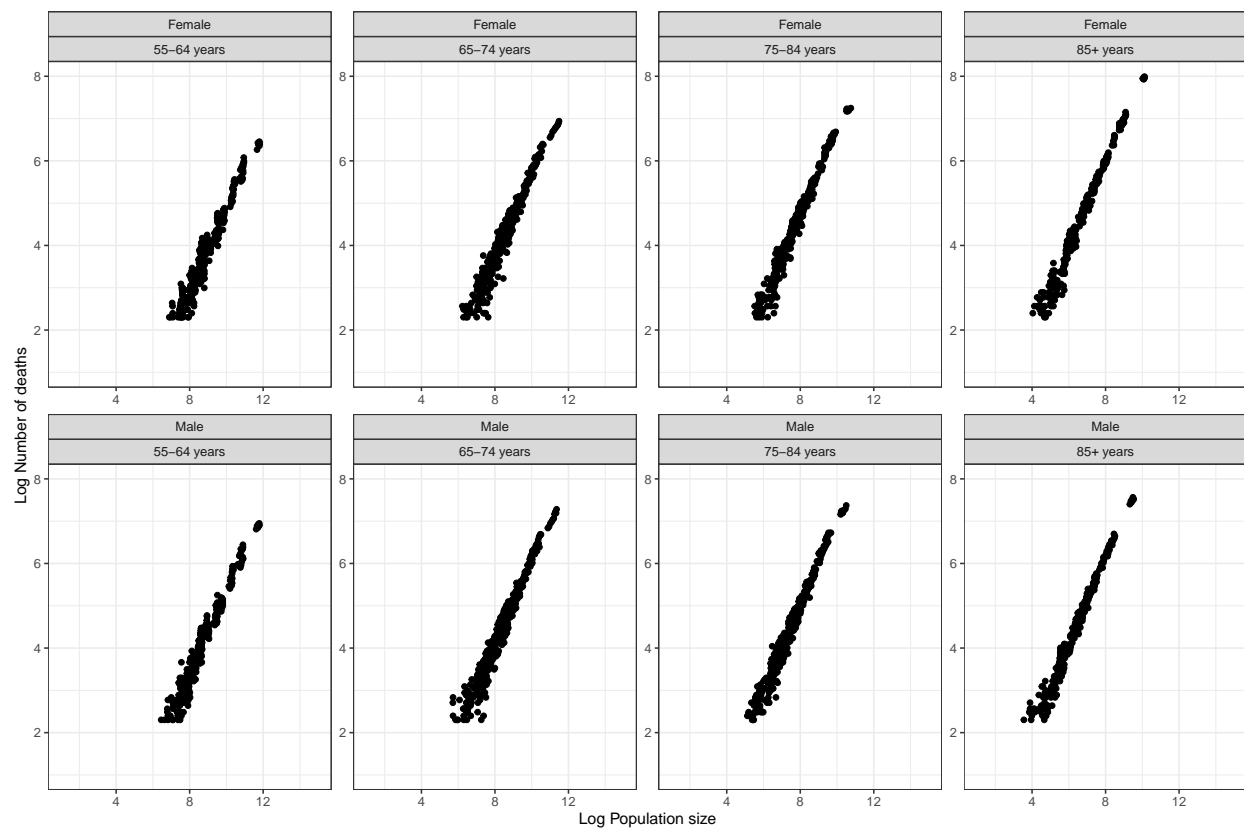 Female Female Female Female
55−64 years 65−74 years 75−84 years 85+ years
8 8 8 8
6 6 6 6
4 4 4 4
2 2 2 2
4 8 12 4 8 12 4 8 12 4 8 12
Log Number of deaths
Male Male Male Male
55−64 years 65−74 years 75−84 years 85+ years
8 8 8 8
6 6 6 6
4 4 4 4
2 2 2 2
4 8 12 4 8 12 4 8 12 4 8 12
Log Population size